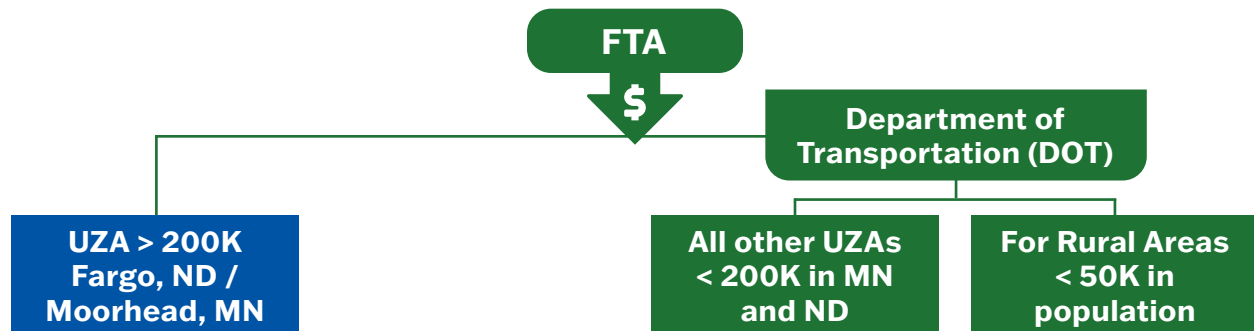 FTA
$
Department of
Transportation (DOT)
UZA > 200K
Fargo, ND /
Moorhead, MN
All other UZAs
< 200K in MN
and ND
For Rural Areas
< 50K in
population